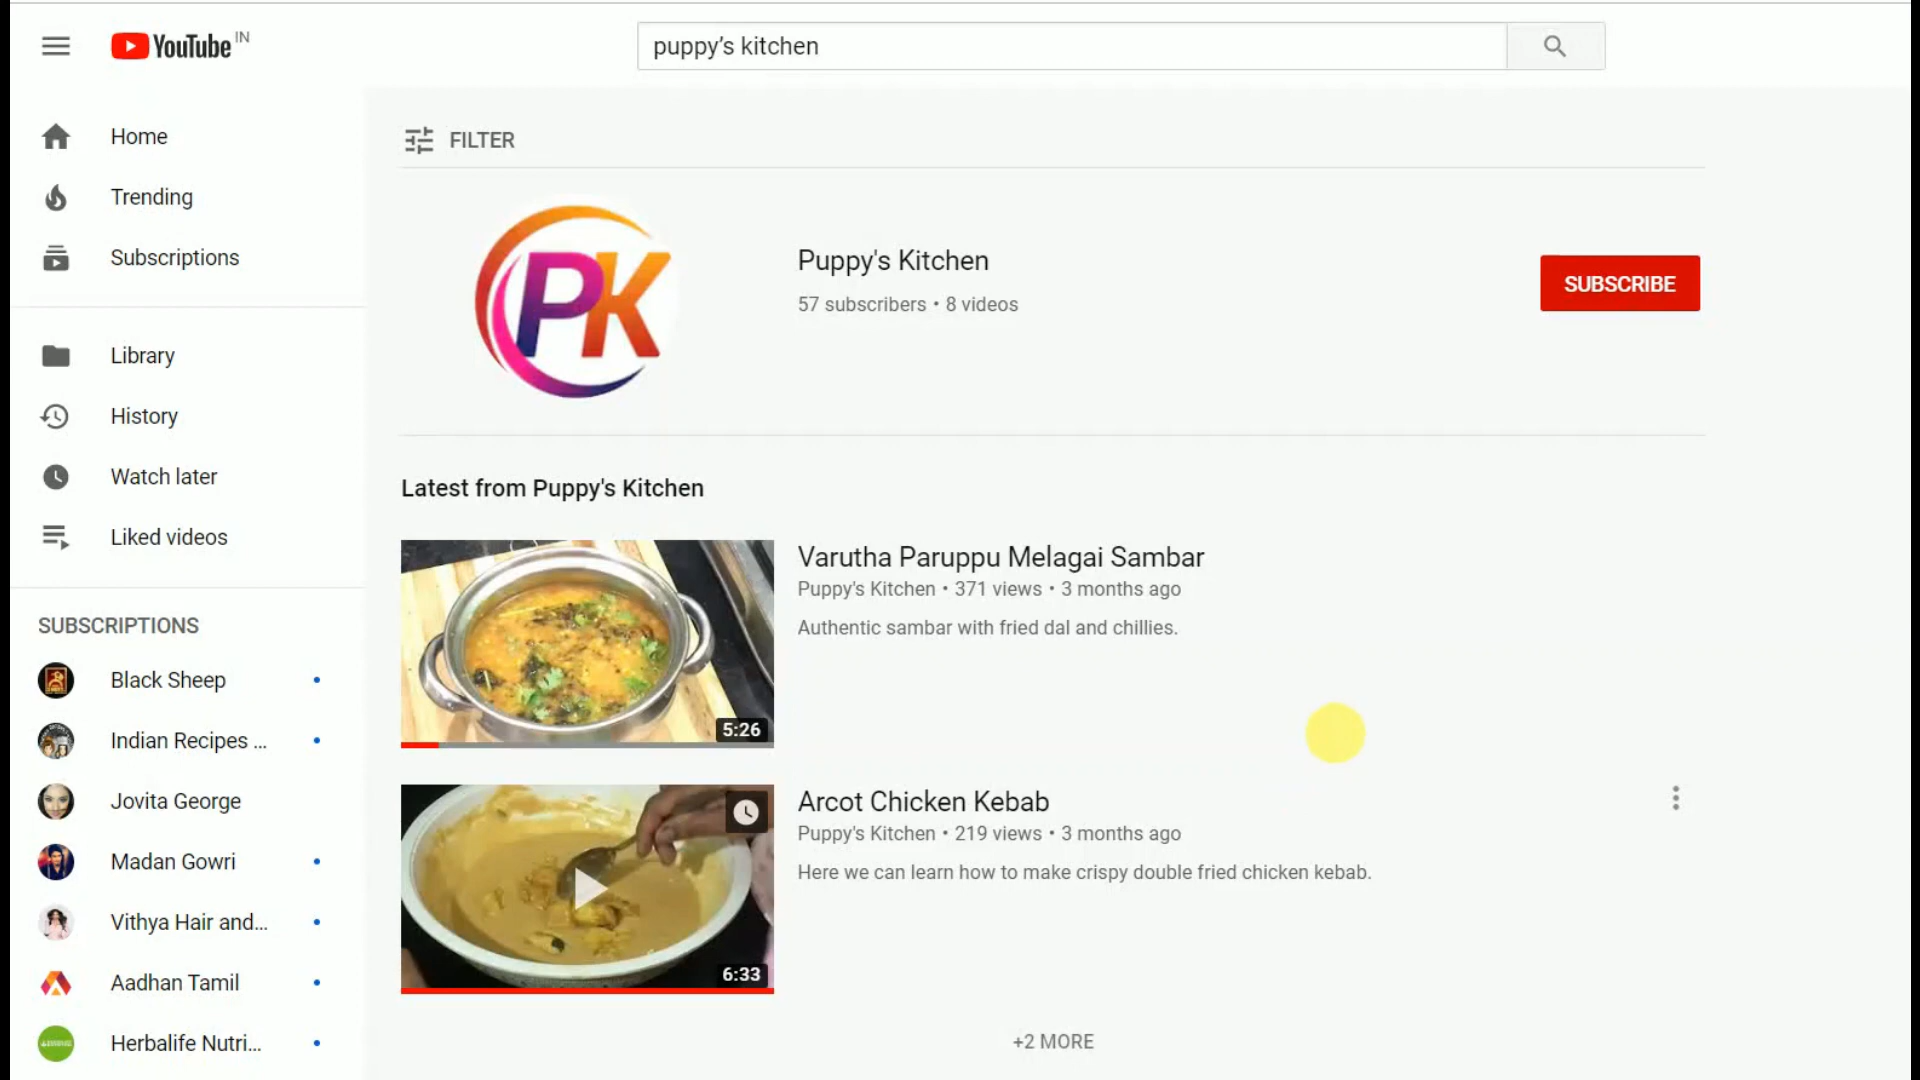 YouTube IN
puppy’s kitchen
Home
Trending
Subscriptions
Library
History
Watch later
Liked videos
SUBSCRIPTIONS
Black Sheep
Indian Recipes ...
Jovita George
Madan Gowri
Vithya Hair and...
Aadhan Tamil
Herbalife Nutri...
FILTER
PK
Puppy's Kitchen
57 subscribers • 8 videos
SUBSCRIBE
Latest from Puppy's Kitchen
5:26
Varutha Paruppu Melagai Sambar
Puppy's Kitchen • 371 views • 3 months ago
Authentic sambar with fried dal and chillies.
6:33
Arcot Chicken Kebab
Puppy's Kitchen • 219 views • 3 months ago
Here we can learn how to make crispy double fried chicken kebab.
+2 MORE